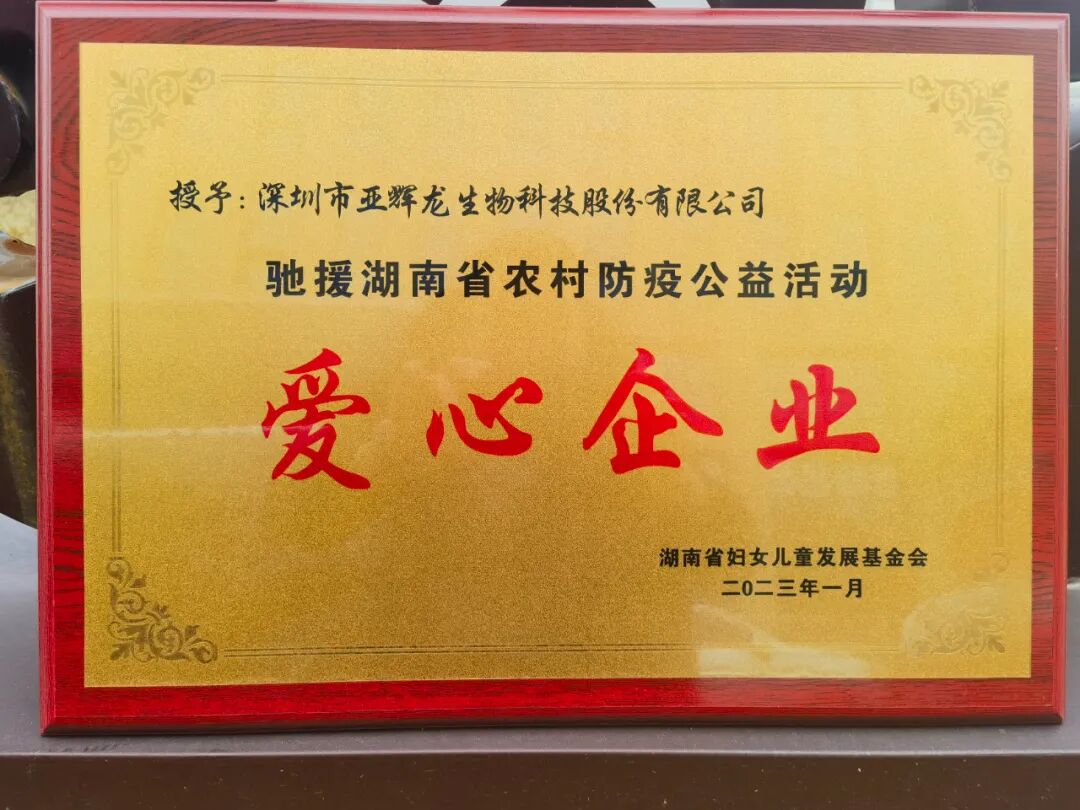 授予：深圳市亚辉龙生物科技股份有限公司
驰援湖南省农村防疫公益活动
爱心企业
湖南省妇女儿童发展基金会
二0二三年一月